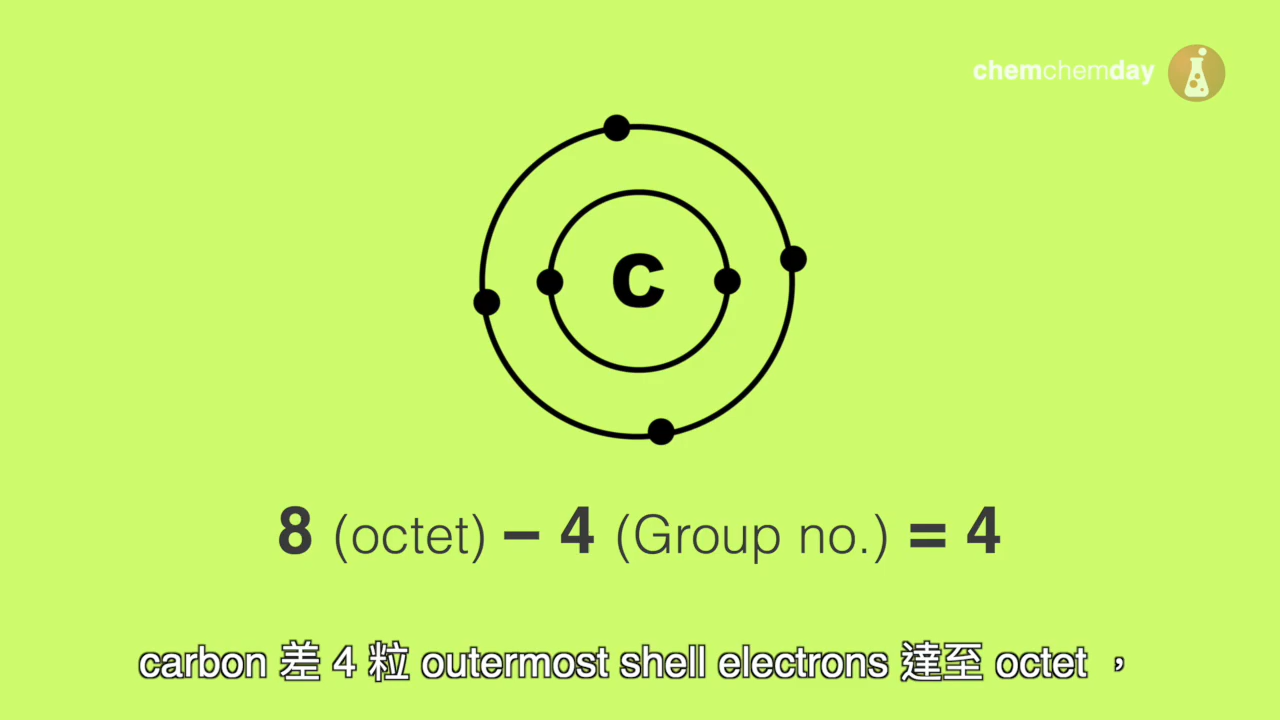 chemchemday
C
8 (octet) – 4 (Group no.) = 4
carbon 差 4 粒 outermost shell electrons 達至 octet ，